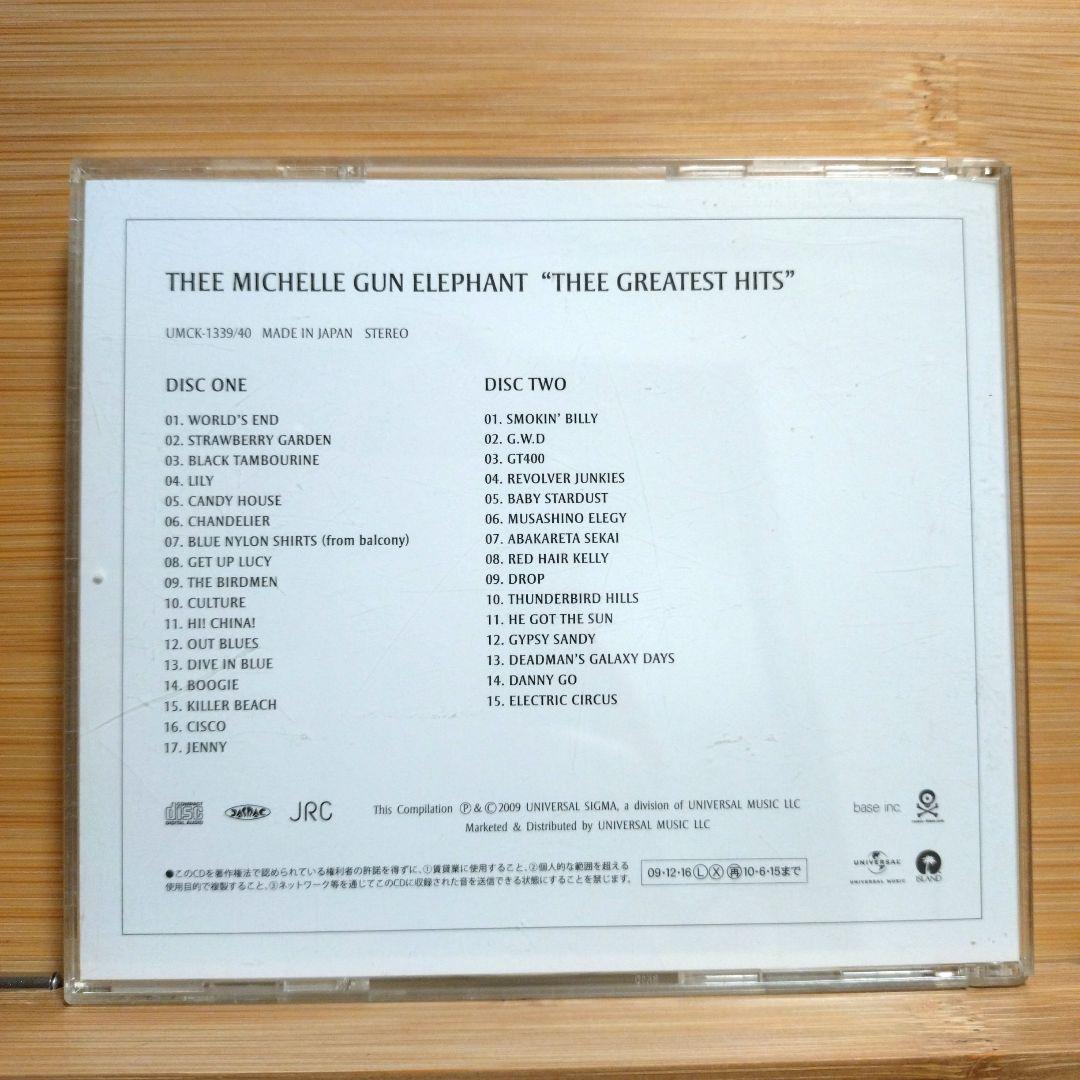 THEE MICHELLE GUN ELEPHANT “THEE GREATEST HITS”
UMCK-1339/40 MADE IN JAPAN STEREO
DISC ONE
01. WORLD'S END
02. STRAWBERRY GARDEN
03. BLACK TAMBOURINE
04. LILY
05. CANDY HOUSE
06. CHANDELIER
07. BLUE NYLON SHIRTS (from balcony)
08. GET UP LUCY
09. THE BIRDMEN
10. CULTURE
11. HI! CHINA!
12. OUT BLUES
13. DIVE IN BLUE
14. BOOGIE
15. KILLER BEACH
16. CISCO
17. JENNY
DISC TWO
01. SMOKIN' BILLY
02. G.W.D
03. GT400
04. REVOLVER JUNKIES
05. BABY STARDUST
06. MUSASHINO ELEGY
07. ABAKARETA SEKAI
08. RED HAIR KELLY
09. DROP
10. THUNDERBIRD HILLS
11. HE GOT THE SUN
12. GYPSY SANDY
13. DEADMAN'S GALAXY DAYS
14. DANNY GO
15. ELECTRIC CIRCUS
COMPACT
disc
DIGITAL AUDIO
JASRAC
JRC
This Compilation Ⓟ & Ⓒ 2009 UNIVERSAL SIGMA, a division of UNIVERSAL MUSIC LLC
Marketed & Distributed by UNIVERSAL MUSIC LLC
base inc.
●このCDを著作権法で認められている権利者の許諾を得ずに、①賃貸業に使用すること、②個人的な範囲を超える
使用目的で複製すること、③ネットワーク等を通じてこのCDに収録された音を送信できる状態にすることを禁じます。
09・12・16ⓁⓍ㊢10・6・15まで
UNIVERSAL
UNIVERSAL MUSIC
ISLAND